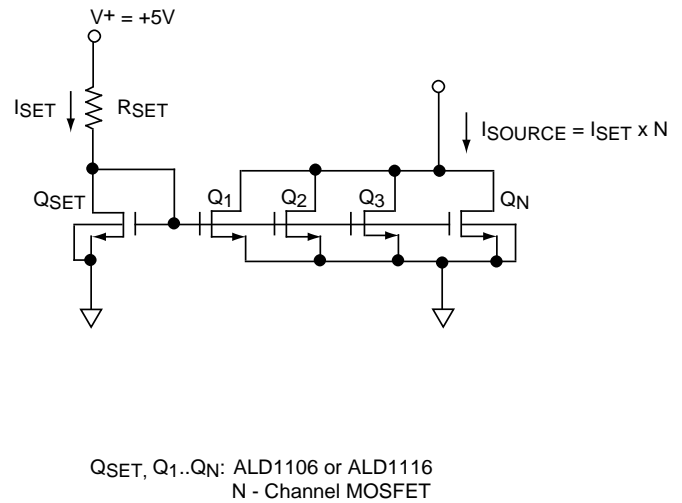 V+ = +5V
ISET
RSET
ISOURCE = ISET x N
QSET
Q1
Q2
Q3
QN
QSET, Q1..QN: ALD1106 or ALD1116
N - Channel MOSFET